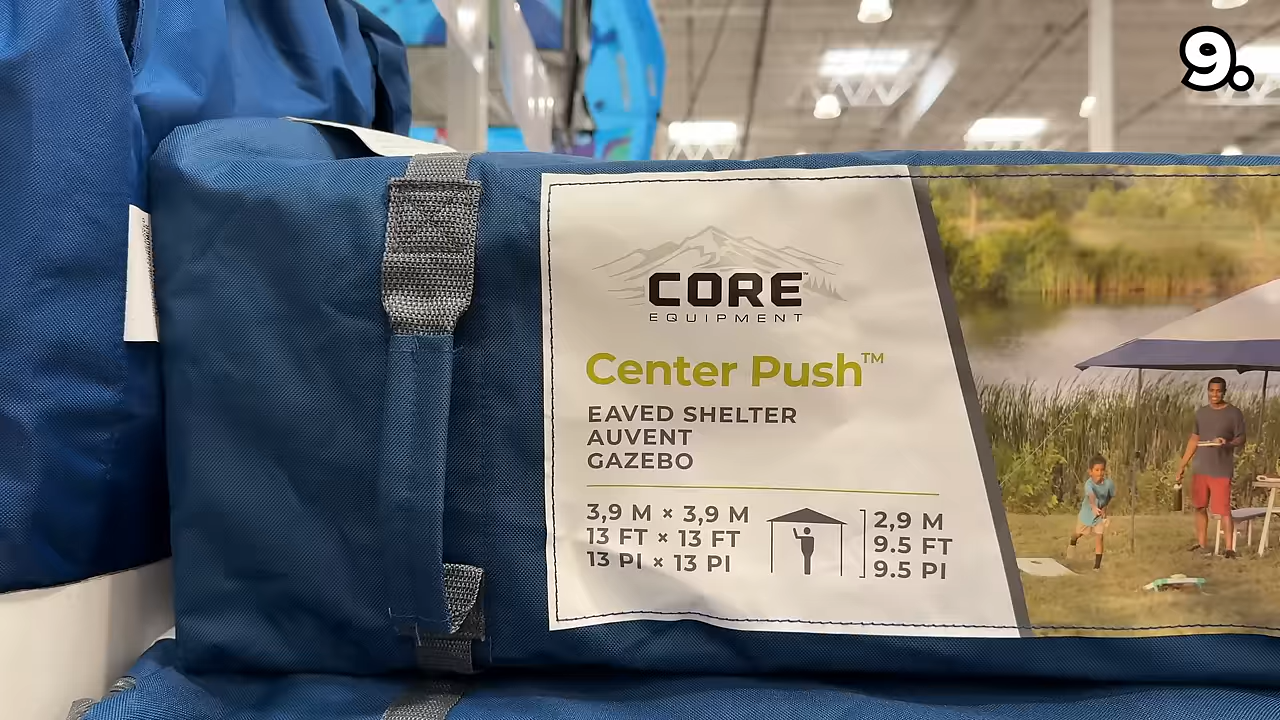 9.
CORE™
EQUIPMENT
Center Push™
EAVED SHELTER
AUVENT
GAZEBO
3,9 M × 3,9 M
13 FT × 13 FT
13 PI × 13 PI
2,9 M
9.5 FT
9.5 PI